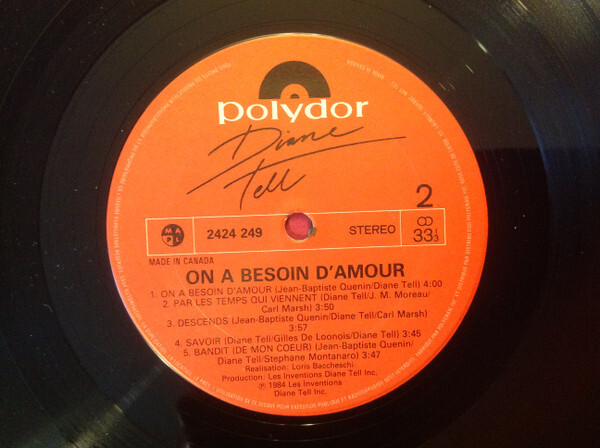 polydor
Diane
Tell
2
MAPL
2424 249
STEREO
33⅓
MADE IN CANADA
ON A BESOIN D'AMOUR
1. ON A BESOIN D'AMOUR (Jean-Baptiste Quenin/Diane Tell) 4:00
2. PAR LES TEMPS QUI VIENNENT (Diane Tell/J. M. Moreau/
Carl Marsh) 3:50
3. DESCENDS (Jean-Baptiste Quenin/Diane Tell/Carl Marsh)
3:57
4. SAVOIR (Diane Tell/Gilles De Loonois/Diane Tell) 3:45
5. BANDIT (DE MON COEUR) (Jean-Baptiste Quenin/
Diane Tell/Stephane Montanaro) 3:47
Realisation: Loris Baccheschi
Production: Les Inventions Diane Tell Inc.
℗ 1984 Les Inventions
Diane Tell Inc.